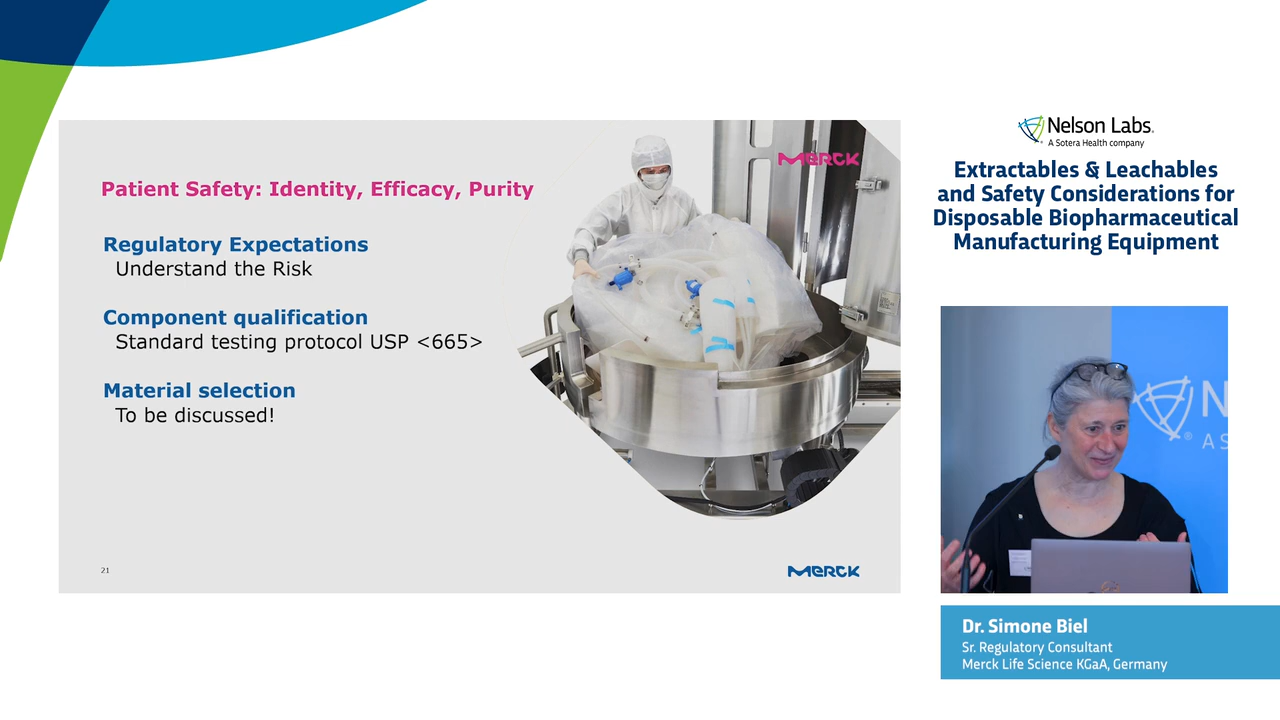 MERCK
Patient Safety: Identity, Efficacy, Purity
Regulatory Expectations
Understand the Risk
Component qualification
Standard testing protocol USP <665>
Material selection
To be discussed!
21
MERCK
Nelson Labs.
A Sotera Health company
Extractables & Leachables
and Safety Considerations for
Disposable Biopharmaceutical
Manufacturing Equipment
N
® AS
Dr. Simone Biel
Sr. Regulatory Consultant
Merck Life Science KGaA, Germany